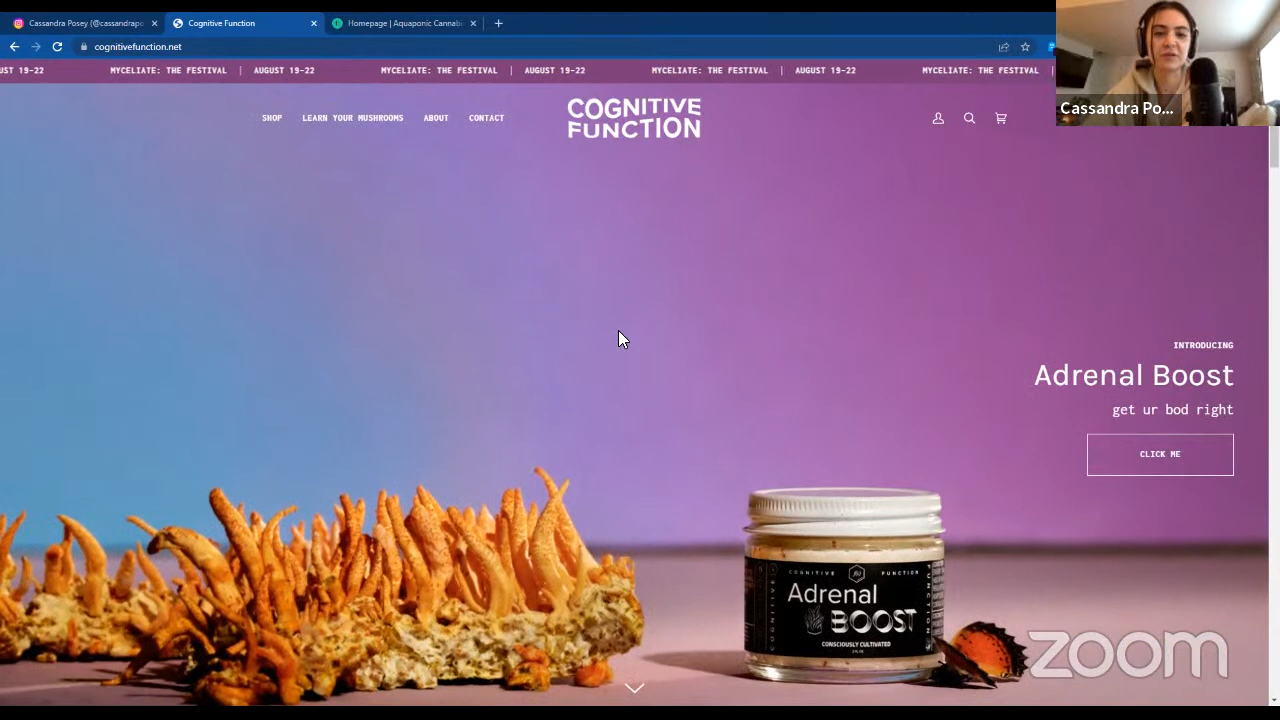 Cassandra Posey (@cassandrapo
Cognitive Function
Homepage | Aquaponic Cannabi
cognitivefunction.net
UST 19-22 MYCELIATE: THE FESTIVAL | AUGUST 19-22 MYCELIATE: THE FESTIVAL | AUGUST 19-22 MYCELIATE: THE FESTIVAL | AUGUST 19-22 MYCELIATE: THE FESTIVAL |
Cassandra Po...
SHOP LEARN YOUR MUSHROOMS ABOUT CONTACT
COGNITIVE
FUNCTION
INTRODUCING
Adrenal Boost
get ur bod right
CLICK ME
COGNITIVE FUNCTION
Adrenal
BOOST
CONSCIOUSLY CULTIVATED
zoom